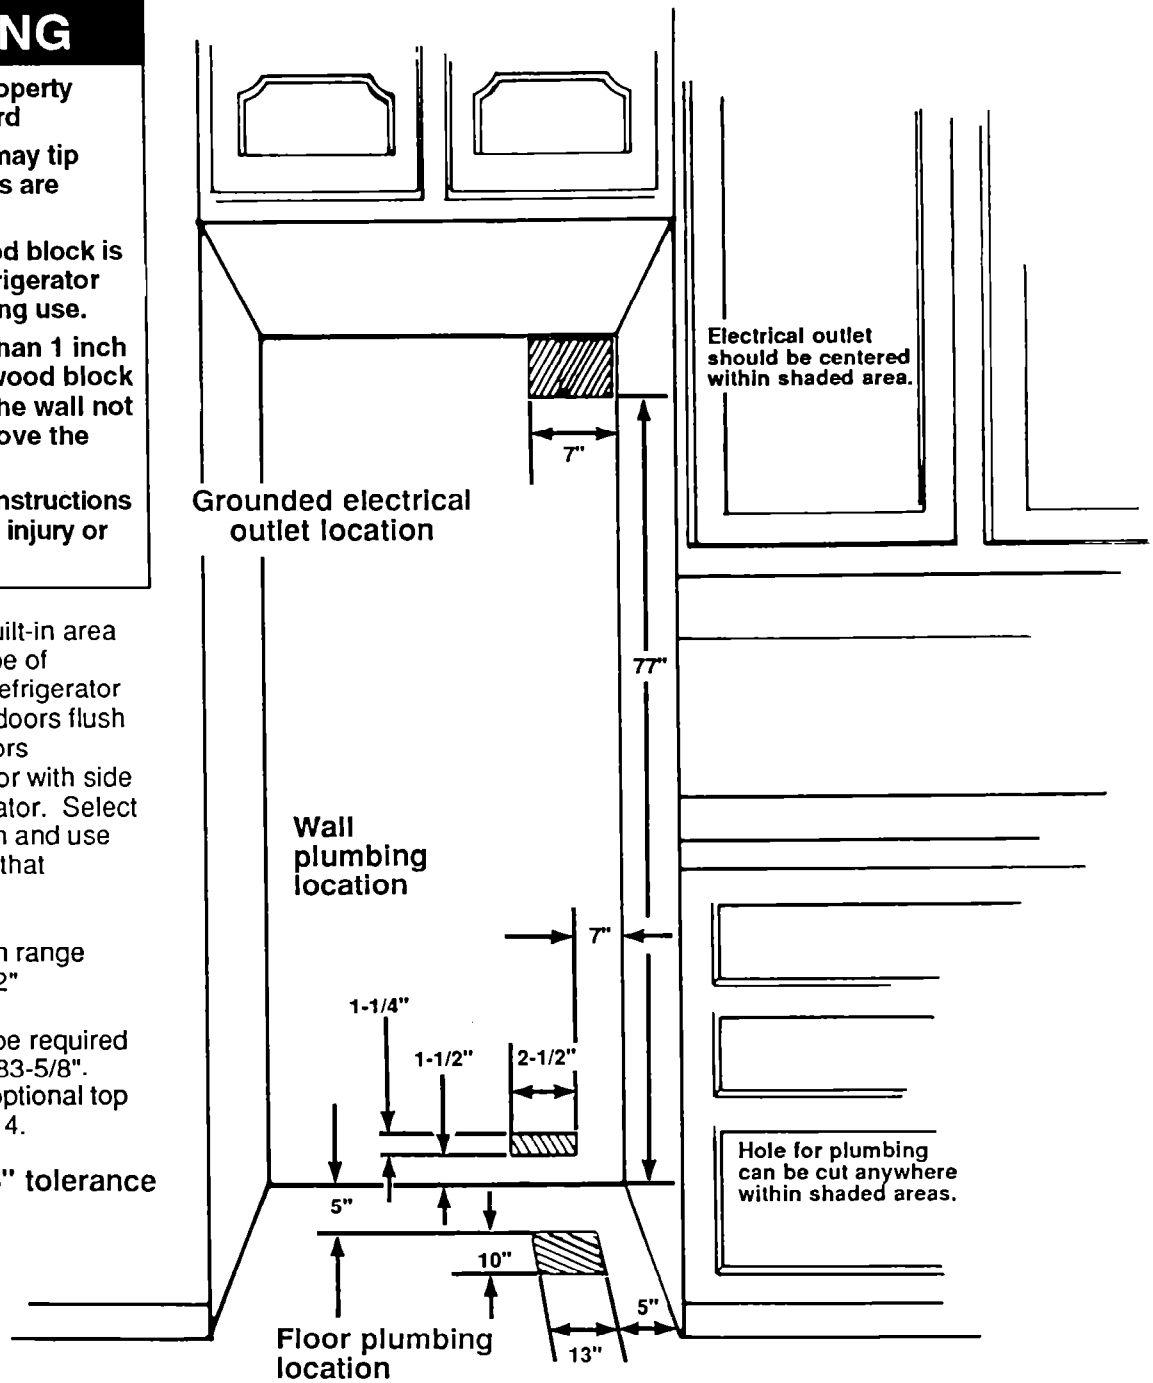 NG
operty
rd
may tip
s are
od block is
rigerator
ng use.
han 1 inch
wood block
he wall not
ove the
nstructions
injury or
uilt-in area
pe of
efrigerator
doors flush
ors
or with side
ator. Select
n and use
that
n range
2"
be required
83-5/8".
optional top
4.
" tolerance
Electrical outlet
should be centered
within shaded area.
7"
Grounded electrical
outlet location
77"
Wall
plumbing
location
7"
1-1/4"
1-1/2"
2-1/2"
Hole for plumbing
can be cut anywhere
within shaded areas.
5"
10"
5"
13"
Floor plumbing
location